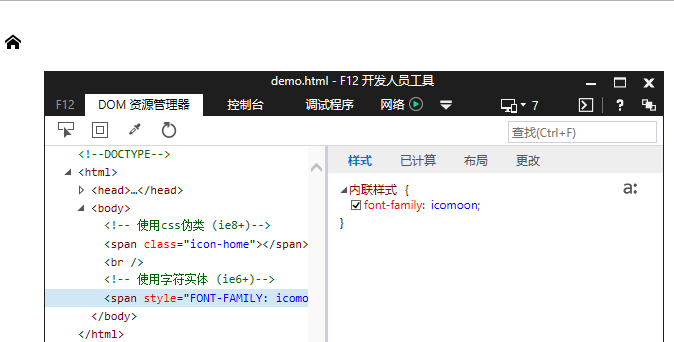 demo.html - F12 开发人员工具
F12 DOM 资源管理器 控制台 调试程序 网络 7 ?
查找(Ctrl+F)
<!--DOCTYPE-->
<html>
<head>…</head>
<body>
<!-- 使用css伪类 (ie8+)-->
<span class="icon-home"></span>
<br />
<!-- 使用字符实体 (ie6+)-->
<span style="FONT-FAMILY: icomo
</body>
</html>
样式 已计算 布局 更改
内联样式 {
a:
font-family: icomoon;
}